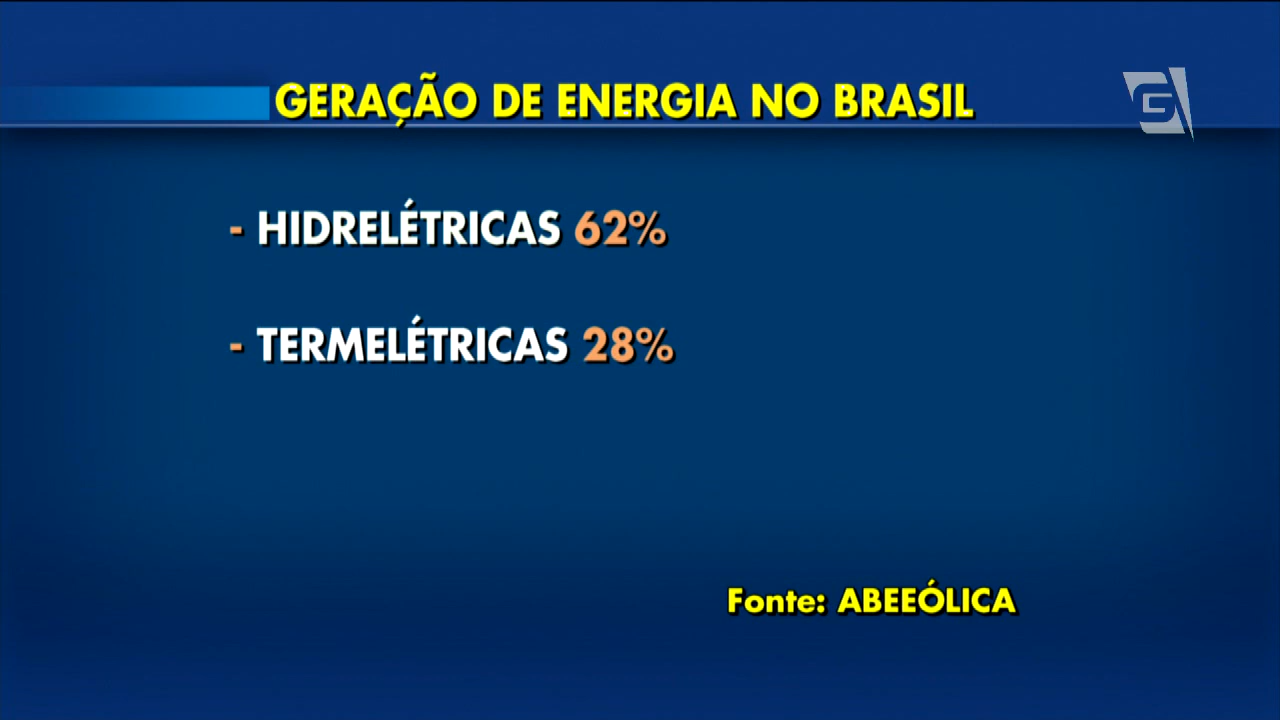 GERAÇÃO DE ENERGIA NO BRASIL
- HIDRELÉTRICAS 62%
- TERMELÉTRICAS 28%
Fonte: ABEEÓLICA